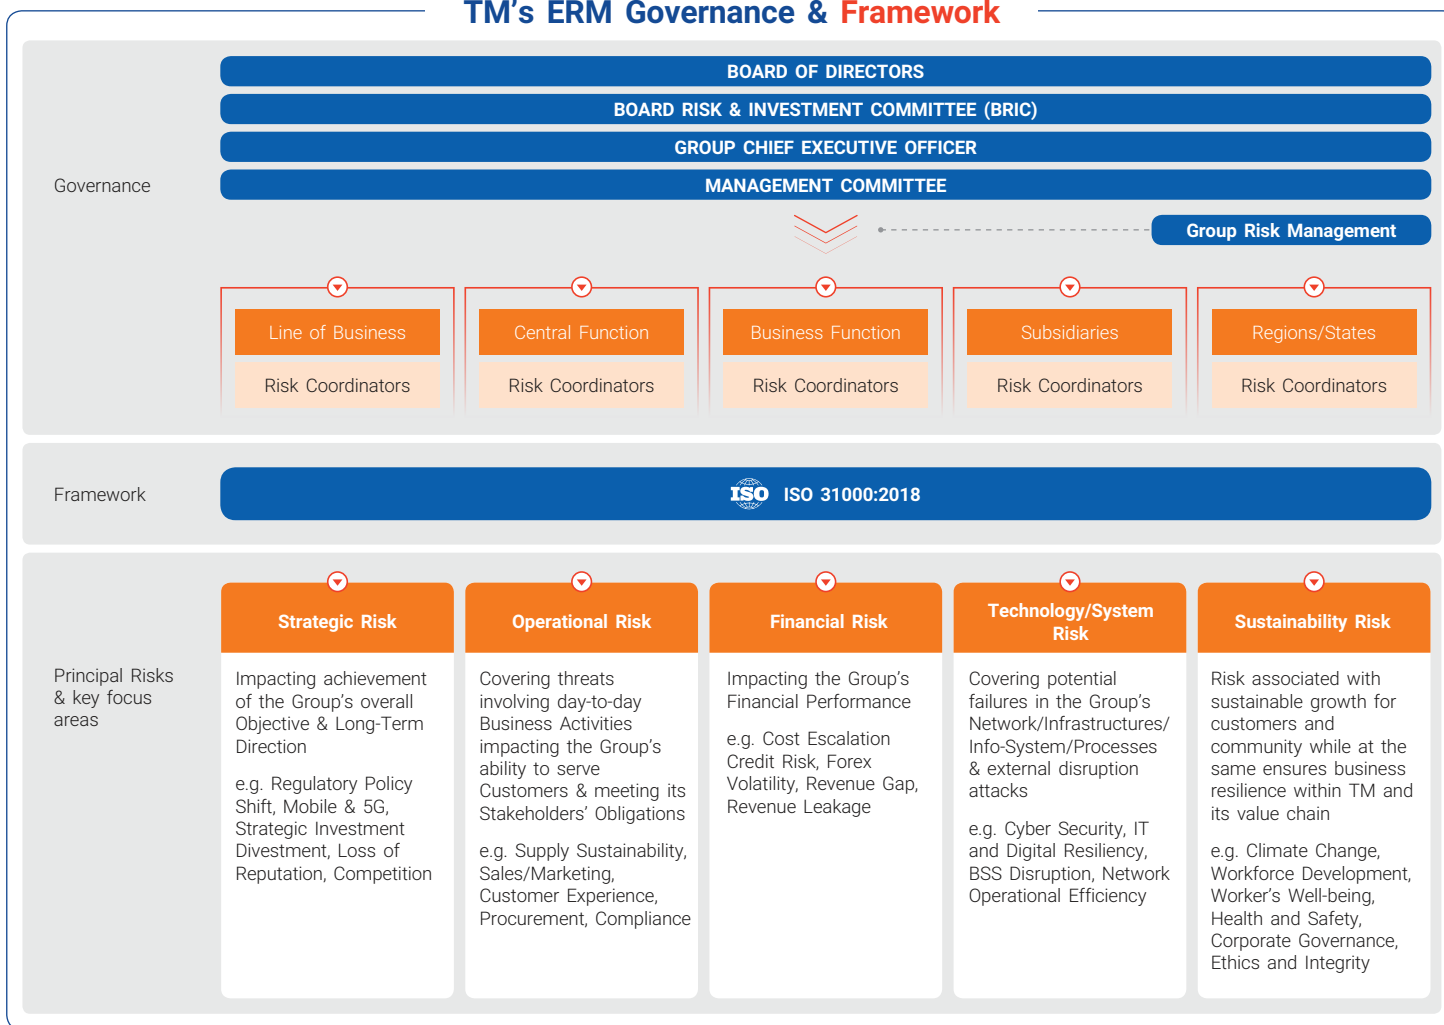 TM's ERM Governance & Framework
Governance
BOARD OF DIRECTORS
BOARD RISK & INVESTMENT COMMITTEE (BRIC)
GROUP CHIEF EXECUTIVE OFFICER
MANAGEMENT COMMITTEE
Group Risk Management
Line of Business
Risk Coordinators
Central Function
Risk Coordinators
Business Function
Risk Coordinators
Subsidiaries
Risk Coordinators
Regions/States
Risk Coordinators
Framework
ISO ISO 31000:2018
Principal Risks
& key focus
areas
Strategic Risk
Impacting achievement
of the Group's overall
Objective & Long-Term
Direction
e.g. Regulatory Policy
Shift, Mobile & 5G,
Strategic Investment
Divestment, Loss of
Reputation, Competition
Operational Risk
Covering threats
involving day-to-day
Business Activities
impacting the Group's
ability to serve
Customers & meeting its
Stakeholders' Obligations
e.g. Supply Sustainability,
Sales/Marketing,
Customer Experience,
Procurement, Compliance
Financial Risk
Impacting the Group's
Financial Performance
e.g. Cost Escalation
Credit Risk, Forex
Volatility, Revenue Gap,
Revenue Leakage
Technology/System
Risk
Covering potential
failures in the Group's
Network/Infrastructures/
Info-System/Processes
& external disruption
attacks
e.g. Cyber Security, IT
and Digital Resiliency,
BSS Disruption, Network
Operational Efficiency
Sustainability Risk
Risk associated with
sustainable growth for
customers and
community while at the
same ensures business
resilience within TM and
its value chain
e.g. Climate Change,
Workforce Development,
Worker's Well-being,
Health and Safety,
Corporate Governance,
Ethics and Integrity